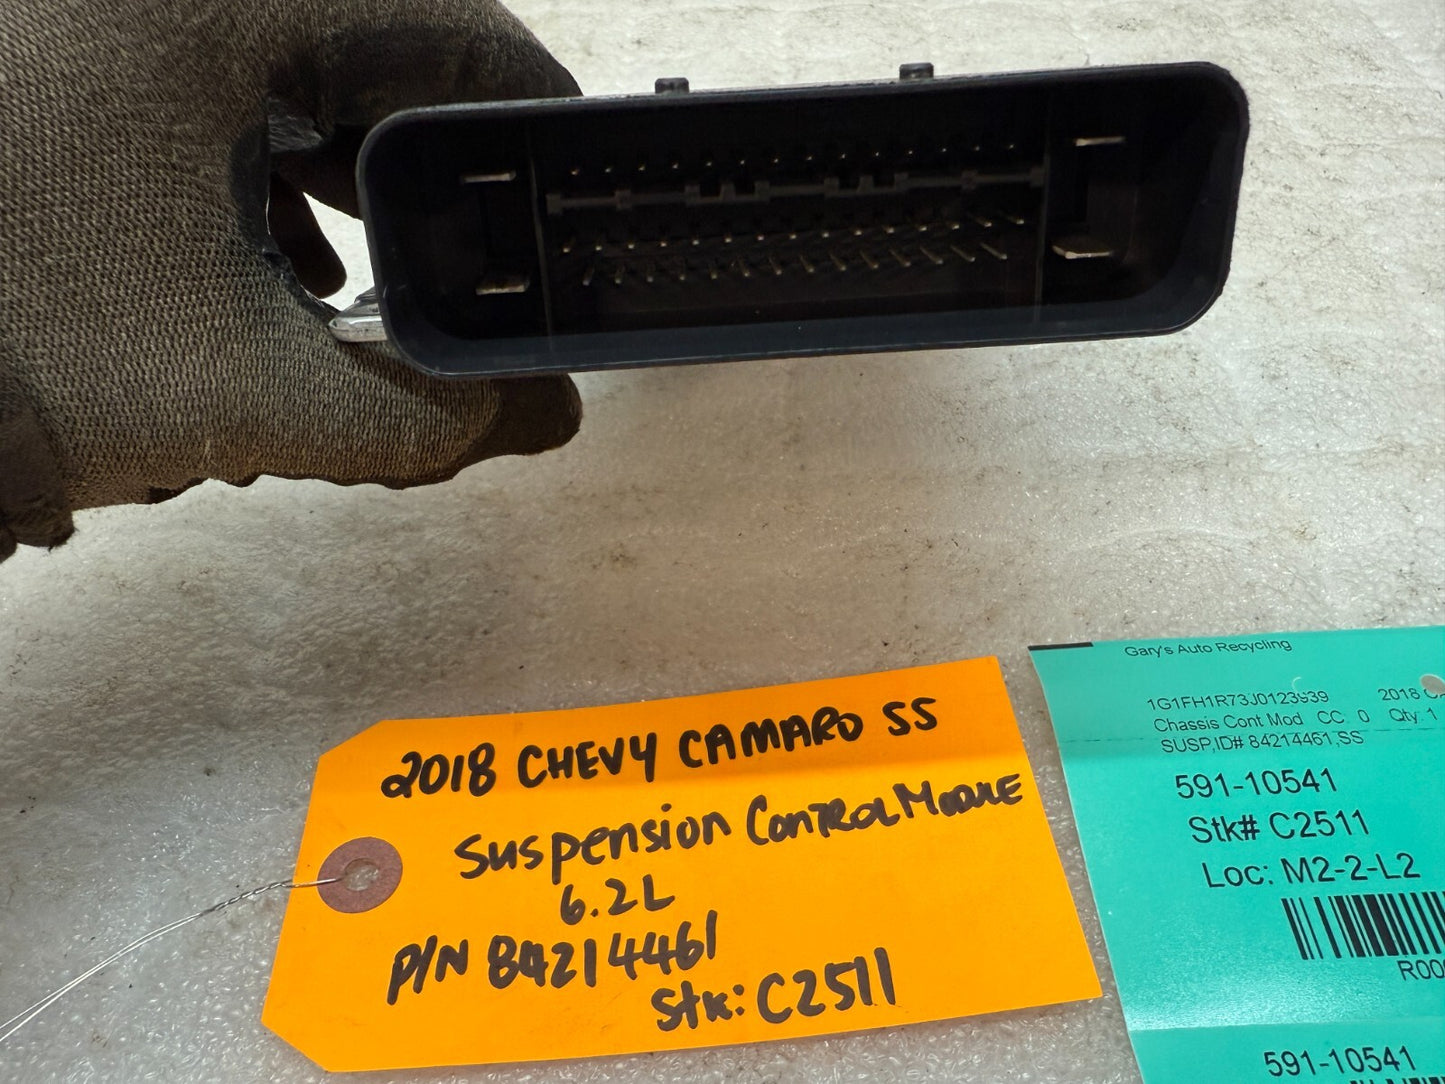 2018 CHEVY CAMARO SS
Suspension Control Module
6.2L
P/N 84214461
Stk: C2511
Gary's Auto Recycling
2018
Chassis Cont Mod CC: 0 Qty: 1
SUSP,ID# 84214461,SS
591-10541
Stk# C2511
Loc: M2-2-L2
591-10541